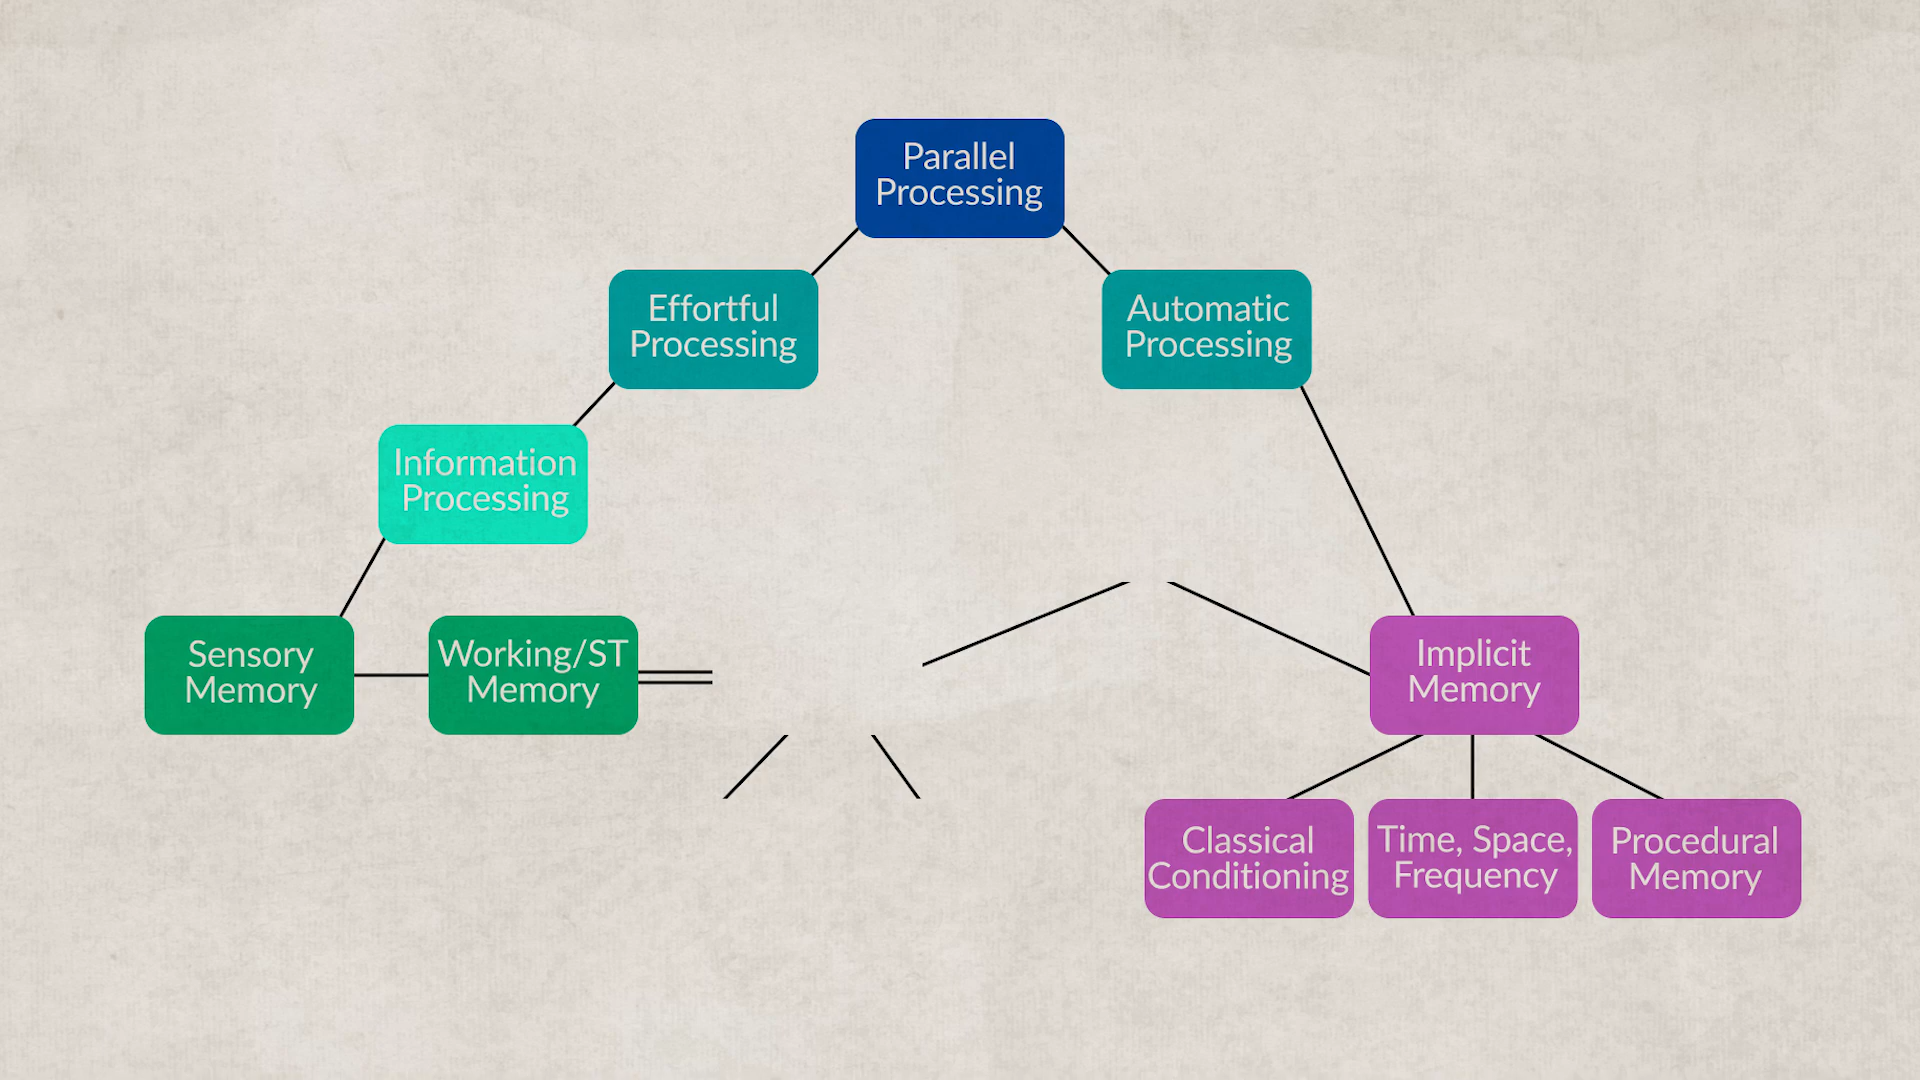 Parallel
Processing
Effortful
Processing
Automatic
Processing
Information
Processing
Sensory
Memory
Working/ST
Memory
Implicit
Memory
Classical
Conditioning
Time, Space,
Frequency
Procedural
Memory